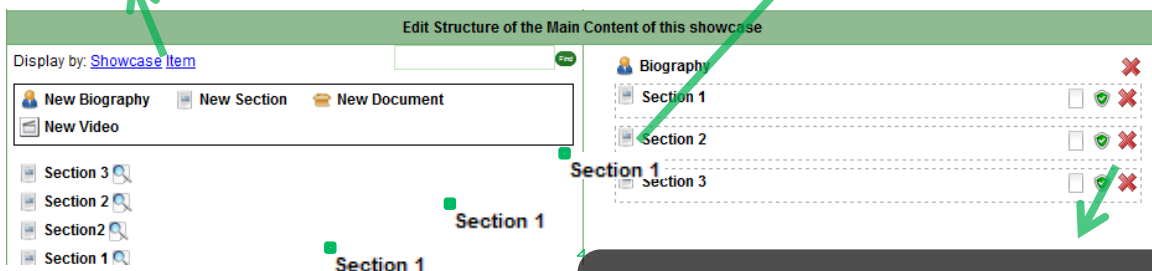 Edit Structure of the Main Content of this showcase
Display by: Showcase Item
Find
New Biography New Section New Document
New Video
Section 3
Section 2
Section2
Section 1
Section 1
Section 1
Section 1
Biography
Section 1
Section 2
Section 3
4